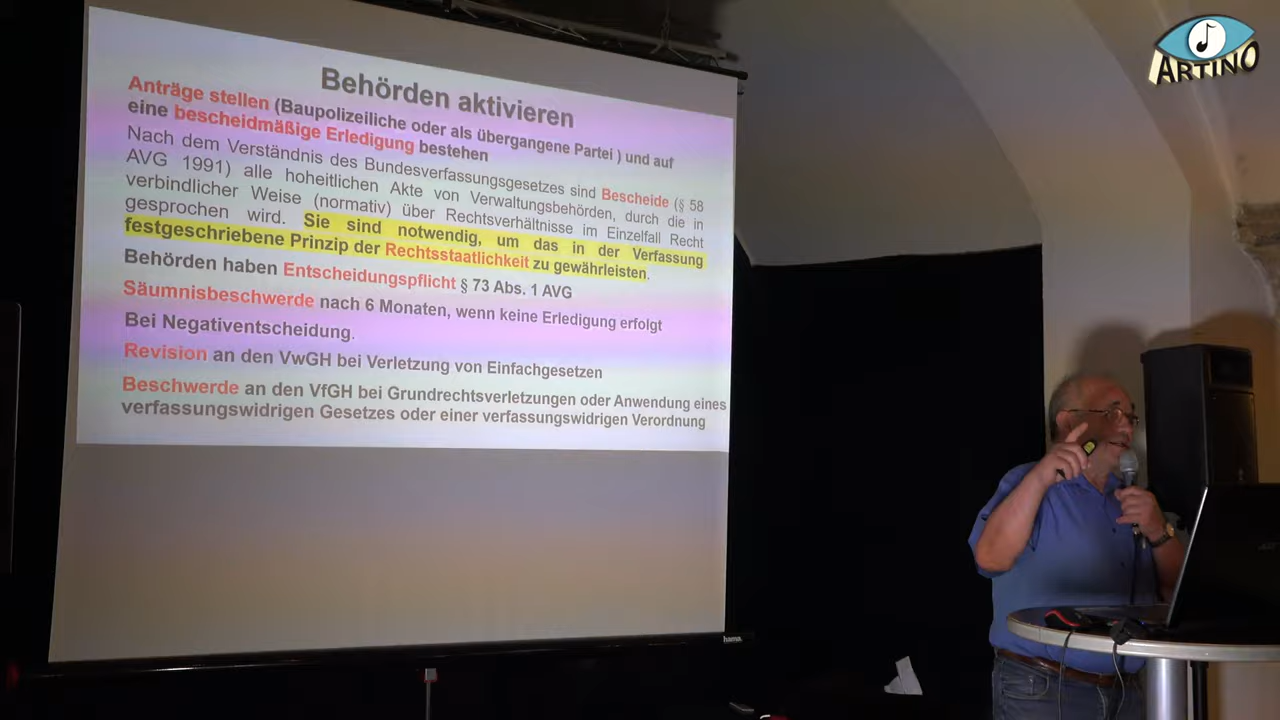 Behörden aktivieren
Anträge stellen (Baupolizeiliche oder als übergangene Partei ) und auf
eine bescheidmäßige Erledigung bestehen
Nach dem Verständnis des Bundesverfassungsgesetzes sind Bescheide (§ 58
AVG 1991) alle hoheitlichen Akte von Verwaltungsbehörden, durch die in
verbindlicher Weise (normativ) über Rechtsverhältnisse im Einzelfall Recht
gesprochen wird. Sie sind notwendig, um das in der Verfassung
festgeschriebene Prinzip der Rechtsstaatlichkeit zu gewährleisten.
Behörden haben Entscheidungspflicht § 73 Abs. 1 AVG
Säumnisbeschwerde nach 6 Monaten, wenn keine Erledigung erfolgt
Bei Negativentscheidung.
Revision an den VwGH bei Verletzung von Einfachgesetzen
Beschwerde an den VfGH bei Grundrechtsverletzungen oder Anwendung eines
verfassungswidrigen Gesetzes oder einer verfassungswidrigen Verordnung
hama
ARTINO